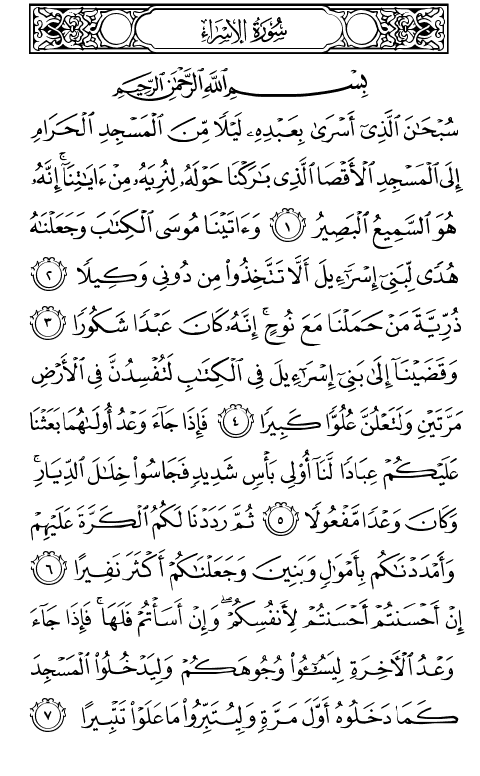 سُورَةُ الإِسْرَاءِ
بِسْمِ ٱللَّهِ ٱلرَّحْمَٰنِ ٱلرَّحِيمِ
سُبْحَٰنَ ٱلَّذِىٓ أَسْرَىٰ بِعَبْدِهِۦ لَيْلًا مِّنَ ٱلْمَسْجِدِ ٱلْحَرَامِ
إِلَى ٱلْمَسْجِدِ ٱلْأَقْصَا ٱلَّذِى بَٰرَكْنَا حَوْلَهُۥ لِنُرِيَهُۥ مِنْ ءَايَٰتِنَآ ۚ إِنَّهُۥ
هُوَ ٱلسَّمِيعُ ٱلْبَصِيرُ ١ وَءَاتَيْنَا مُوسَى ٱلْكِتَٰبَ وَجَعَلْنَٰهُ
هُدًى لِّبَنِىٓ إِسْرَٰٓءِيلَ أَلَّا تَتَّخِذُوا۟ مِن دُونِى وَكِيلًا ٢
ذُرِّيَّةَ مَنْ حَمَلْنَا مَعَ نُوحٍ ۚ إِنَّهُۥ كَانَ عَبْدًا شَكُورًا ٣
وَقَضَيْنَآ إِلَىٰ بَنِىٓ إِسْرَٰٓءِيلَ فِى ٱلْكِتَٰبِ لَتُفْسِدُنَّ فِى ٱلْأَرْضِ
مَرَّتَيْنِ وَلَتَعْلُنَّ عُلُوًّا كَبِيرًا ٤ فَإِذَا جَآءَ وَعْدُ أُولَىٰهُمَا بَعَثْنَا
عَلَيْكُمْ عِبَادًا لَّنَآ أُو۟لِى بَأْسٍ شَدِيدٍ فَجَاسُوا۟ خِلَٰلَ ٱلدِّيَارِ ۚ
وَكَانَ وَعْدًا مَّفْعُولًا ٥ ثُمَّ رَدَدْنَا لَكُمُ ٱلْكَرَّةَ عَلَيْهِمْ
وَأَمْدَدْنَٰكُم بِأَمْوَٰلٍ وَبَنِينَ وَجَعَلْنَٰكُمْ أَكْثَرَ نَفِيرًا ٦
إِنْ أَحْسَنتُمْ أَحْسَنتُمْ لِأَنفُسِكُمْ ۖ وَإِنْ أَسَأْتُمْ فَلَهَا ۚ فَإِذَا جَآءَ
وَعْدُ ٱلْءَاخِرَةِ لِيَسُۥٓـُٔوا۟ وُجُوهَكُمْ وَلِيَدْخُلُوا۟ ٱلْمَسْجِدَ
كَمَا دَخَلُوهُ أَوَّلَ مَرَّةٍ وَلِيُتَبِّرُوا۟ مَا عَلَوْا۟ تَتْبِيرًا ٧